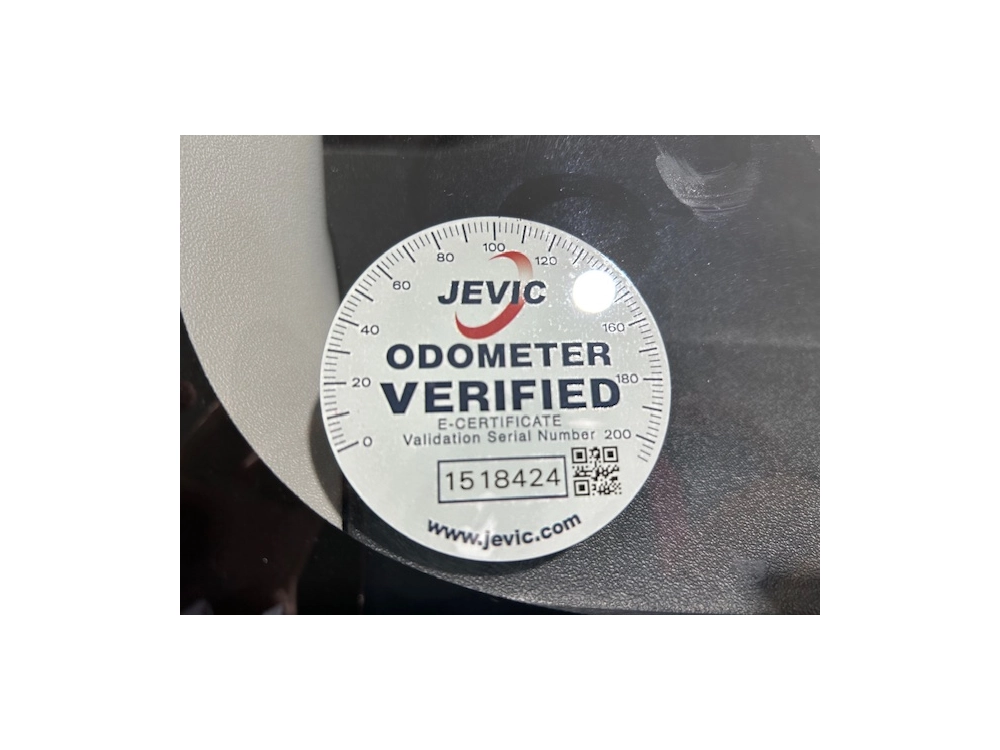 0
20
40
60
80
100
120
160
180
200
JEVIC
ODOMETER
VERIFIED
E-CERTIFICATE
Validation Serial Number
1518424
www.jevic.com